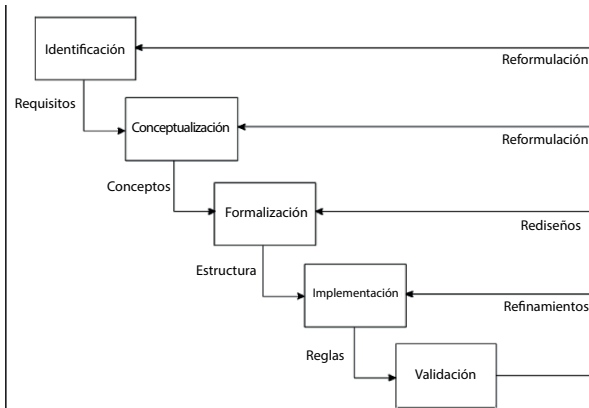 Identificación
Reformulación
Requisitos
Conceptualización
Reformulación
Conceptos
Formalización
Rediseños
Estructura
Implementación
Refinamientos
Reglas
Validación